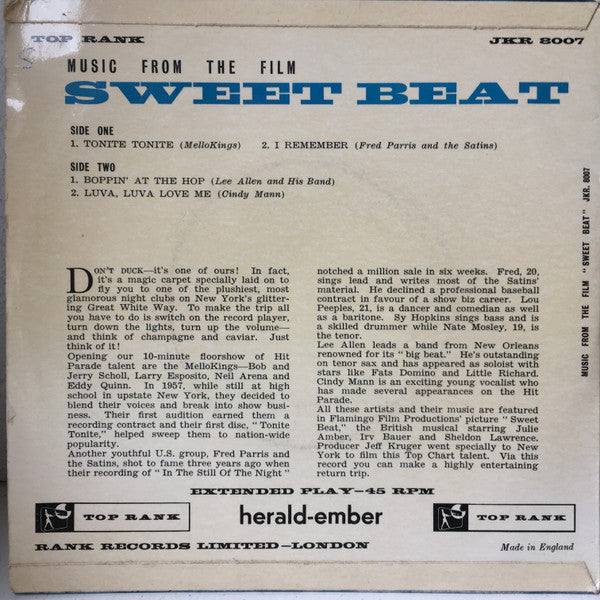 TOP RANK JKR 8007
S
MUSIC FROM THE FILM
SWEET BEAT
SIDE ONE
1. TONITE TONITE (MelloKings) 2. I REMEMBER (Fred Parris and the Satins)
SIDE TWO
1. BOPPIN' AT THE HOP (Lee Allen and His Band)
2. LUVA, LUVA LOVE ME (Cindy Mann)
DON'T DUCK—it's one of ours! In fact,
it's a magic carpet specially laid on to
fly you to one of the plushiest, most
glamorous night clubs on New York's glitter-
ing Great White Way. To make the trip all
you have to do is switch on the record player,
turn down the lights, turn up the volume—
and think of champagne and caviar. Just
think of it!
Opening our 10-minute floorshow of Hit
Parade talent are the MelloKings—Bob and
Jerry Scholl, Larry Esposito, Neil Arena and
Eddy Quinn. In 1957, while still at high
school in upstate New York, they decided to
blend their voices and break into show busi-
ness. Their first audition earned them a
recording contract and their first disc, "Tonite
Tonite," helped sweep them to nation-wide
popularity.
Another youthful U.S. group, Fred Parris and
the Satins, shot to fame three years ago when
their recording of "In The Still Of The Night"
notched a million sale in six weeks. Fred, 20,
sings lead and writes most of the Satins'
material. He declined a professional baseball
contract in favour of a show biz career. Lou
Peeples, 21, is a dancer and comedian as well
as a baritone. Sy Hopkins sings bass and is
a skilled drummer while Nate Mosley, 19, is
the tenor.
Lee Allen leads a band from New Orleans
renowned for its "big beat." He's outstanding
on tenor sax and has appeared as soloist with
stars like Fats Domino and Little Richard.
Cindy Mann is an exciting young vocalist who
has made several appearances on the Hit
Parade.
All these artists and their music are featured
in Flamingo Film Productions' picture "Sweet
Beat," the British musical starring Julie
Amber, Irv Bauer and Sheldon Lawrence.
Producer Jeff Kruger went specially to New
York to film this Top Chart talent. Via this
record you can make a highly entertaining
return trip.
MUSIC FROM THE FILM "SWEET BEAT" JKR. 8007
EXTENDED PLAY—45 RPM
TOP RANK herald-ember TOP RANK
RANK RECORDS LIMITED—LONDON Made in England